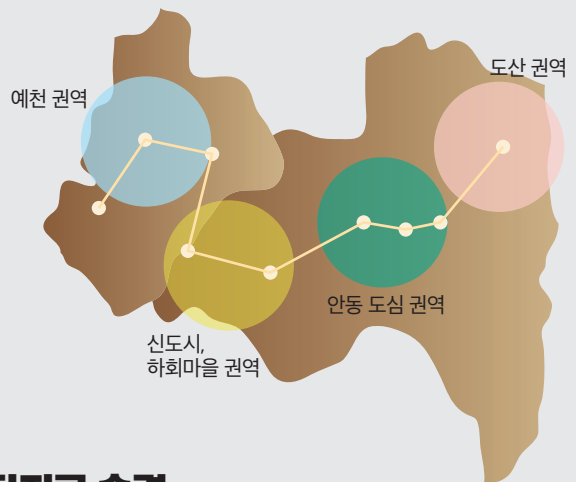 도산 권역
예천 권역
안동 도심 권역
신도시,
하회마을 권역